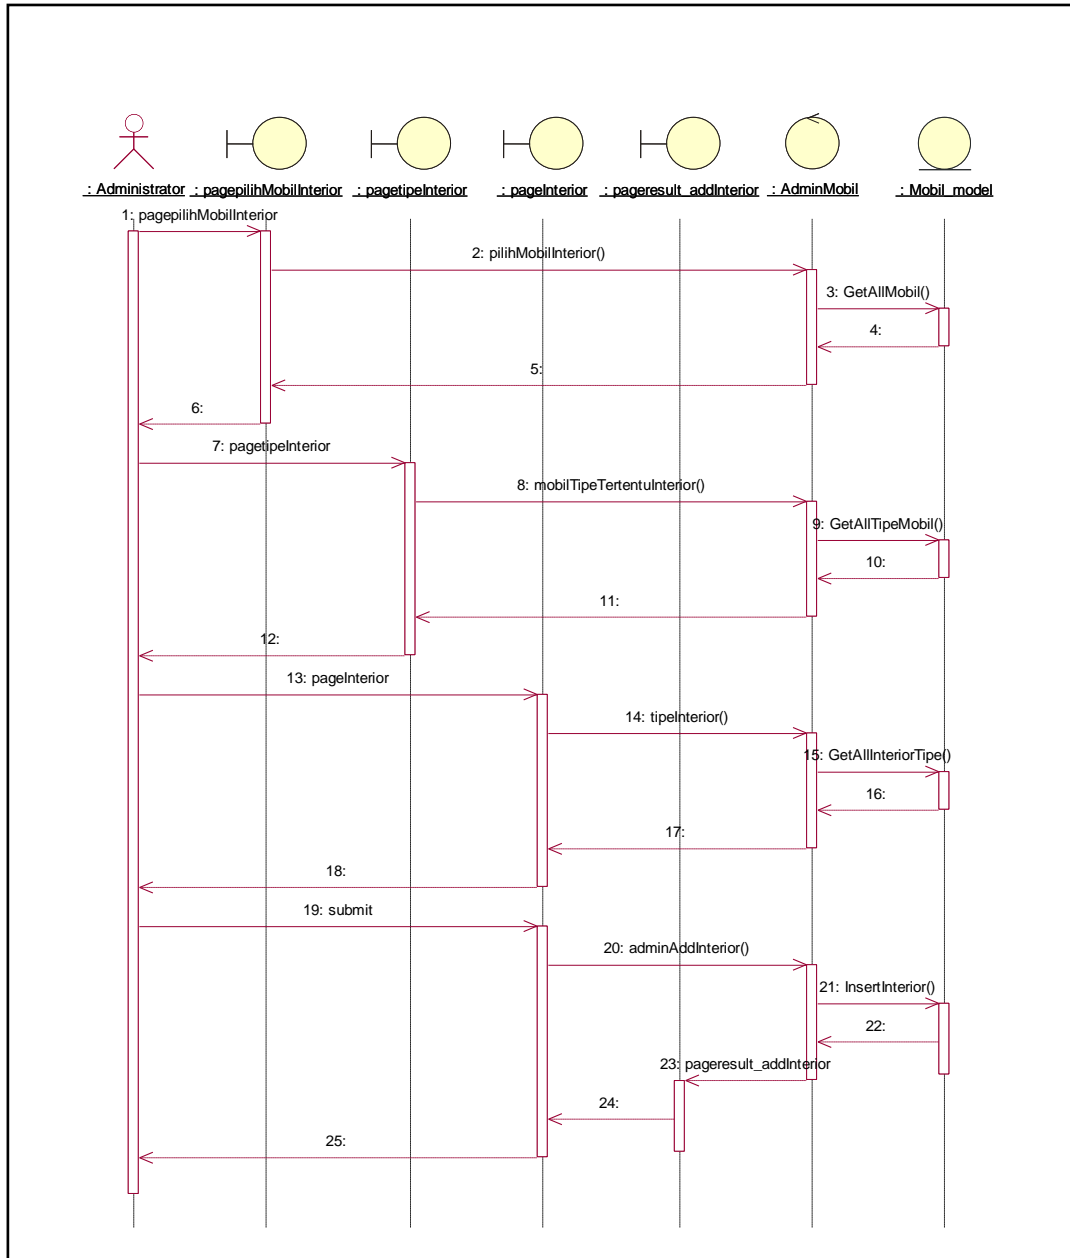 : Administrator
: pagepilihMobilInterior
: pagetipeInterior
: pageInterior
: pageresult_addInterior
: AdminMobil
: Mobil_model
1: pagepilihMobilInterior
2: pilihMobilInterior()
3: GetAllMobil()
4:
5:
6:
7: pagetipeInterior
8: mobilTipeTertentuInterior()
9: GetAllTipeMobil()
10:
11:
12:
13: pageInterior
14: tipeInterior()
15: GetAllInteriorTipe()
16:
17:
18:
19: submit
20: adminAddInterior()
21: InsertInterior()
22:
23: pageresult_addInterior
24:
25: